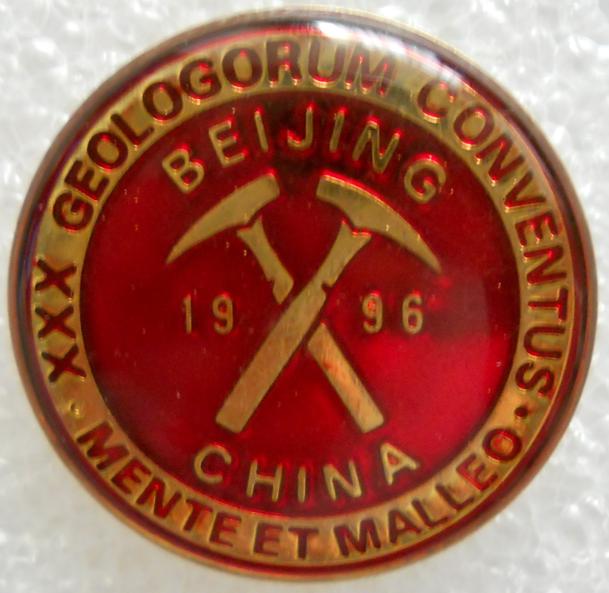 XXX GEOLOGORUM CONVENTUS
BEIJING
19 96
CHINA
· MENTE ET MALLEO ·